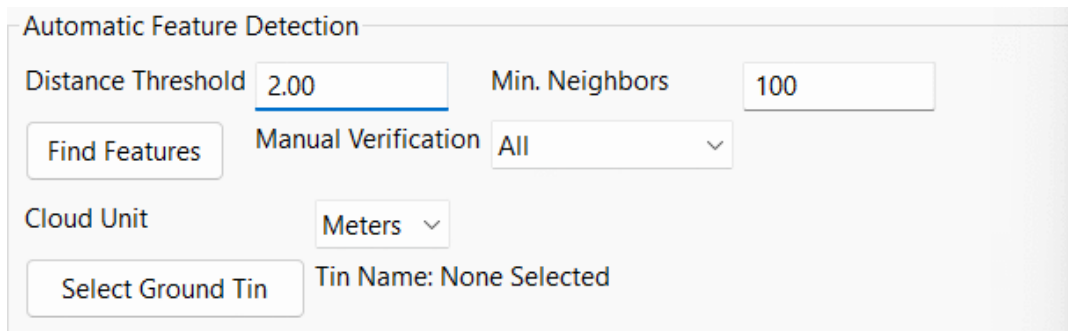 Automatic Feature Detection
Distance Threshold 2.00 Min. Neighbors 100
Find Features Manual Verification All
Cloud Unit Meters
Select Ground Tin Tin Name: None Selected